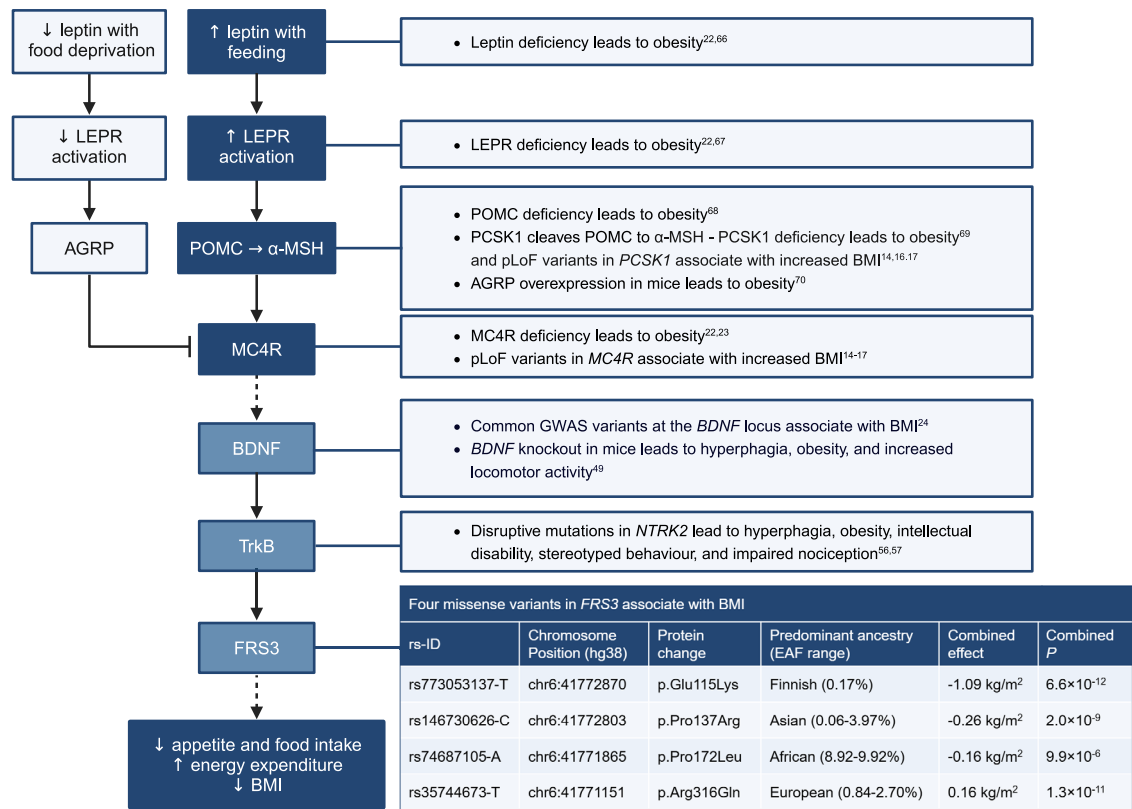 ↓ leptin with
food deprivation
↑ leptin with
feeding
• Leptin deficiency leads to obesity22,66
↓ LEPR
activation
↑ LEPR
activation
• LEPR deficiency leads to obesity22,67
AGRP
POMC → α-MSH
• POMC deficiency leads to obesity68
• PCSK1 cleaves POMC to α-MSH - PCSK1 deficiency leads to obesity69
and pLoF variants in PCSK1 associate with increased BMI14,16.17
• AGRP overexpression in mice leads to obesity70
MC4R
• MC4R deficiency leads to obesity22,23
• pLoF variants in MC4R associate with increased BMI14-17
BDNF
• Common GWAS variants at the BDNF locus associate with BMI24
• BDNF knockout in mice leads to hyperphagia, obesity, and increased
locomotor activity49
TrkB
• Disruptive mutations in NTRK2 lead to hyperphagia, obesity, intellectual
disability, stereotyped behaviour, and impaired nociception56,57
FRS3
↓ appetite and food intake
↑ energy expenditure
↓ BMI
Four missense variants in FRS3 associate with BMI
rs-ID Chromosome Position (hg38) Protein change Predominant ancestry (EAF range) Combined effect Combined P
rs773053137-T chr6:41772870 p.Glu115Lys Finnish (0.17%) -1.09 kg/m2 6.6×10-12
rs146730626-C chr6:41772803 p.Pro137Arg Asian (0.06-3.97%) -0.26 kg/m2 2.0×10-9
rs74687105-A chr6:41771865 p.Pro172Leu African (8.92-9.92%) -0.16 kg/m2 9.9×10-6
rs35744673-T chr6:41771151 p.Arg316Gln European (0.84-2.70%) 0.16 kg/m2 1.3×10-11